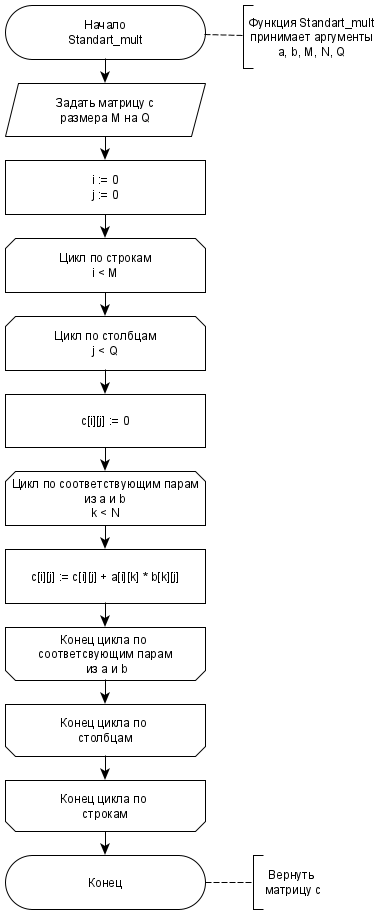 Начало
Standart_mult
Функция Standart_mult
принимает аргументы
a, b, M, N, Q
Задать матрицу c
размера M на Q
i := 0
j := 0
Цикл по строкам
i < M
Цикл по столбцам
j < Q
c[i][j] := 0
Цикл по соответствующим парам
из a и b
k < N
c[i][j] := c[i][j] + a[i][k] * b[k][j]
Конец цикла по
соответсвующим парам
из a и b
Конец цикла по
столбцам
Конец цикла по
строкам
Конец
Вернуть
матрицу c